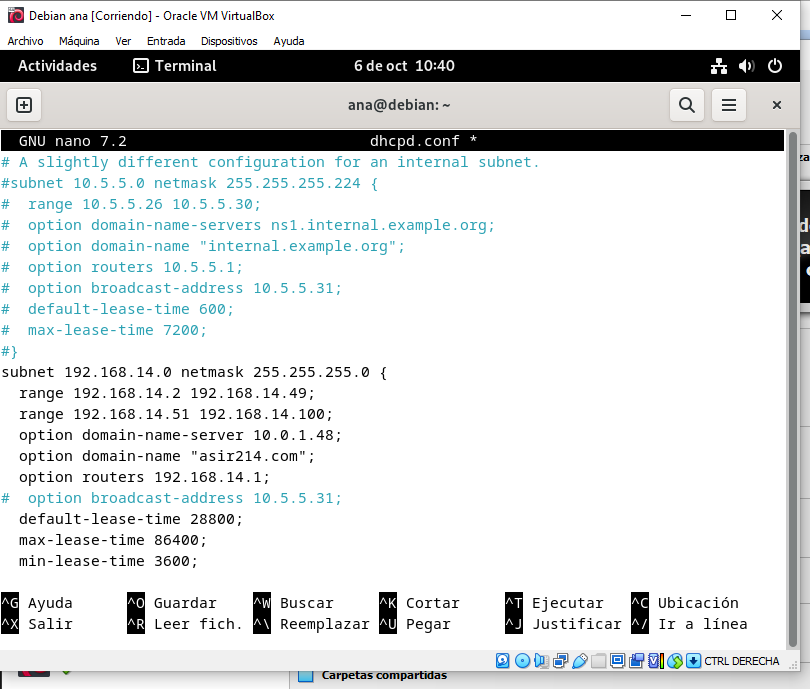 Debian ana [Corriendo] - Oracle VM VirtualBox
Archivo Máquina Ver Entrada Dispositivos Ayuda
Actividades Terminal 6 de oct 10:40
ana@debian: ~
GNU nano 7.2 dhcpd.conf *
# A slightly different configuration for an internal subnet.
#subnet 10.5.5.0 netmask 255.255.255.224 {
#  range 10.5.5.26 10.5.5.30;
#  option domain-name-servers ns1.internal.example.org;
#  option domain-name "internal.example.org";
#  option routers 10.5.5.1;
#  option broadcast-address 10.5.5.31;
#  default-lease-time 600;
#  max-lease-time 7200;
#}
subnet 192.168.14.0 netmask 255.255.255.0 {
  range 192.168.14.2 192.168.14.49;
  range 192.168.14.51 192.168.14.100;
  option domain-name-server 10.0.1.48;
  option domain-name "asir214.com";
  option routers 192.168.14.1;
#  option broadcast-address 10.5.5.31;
  default-lease-time 28800;
  max-lease-time 86400;
  min-lease-time 3600;
^G Ayuda ^O Guardar ^W Buscar ^K Cortar ^T Ejecutar ^C Ubicación
^X Salir ^R Leer fich. ^\ Reemplazar ^U Pegar ^J Justificar ^/ Ir a línea
CTRL DERECHA
Carpetas compartidas